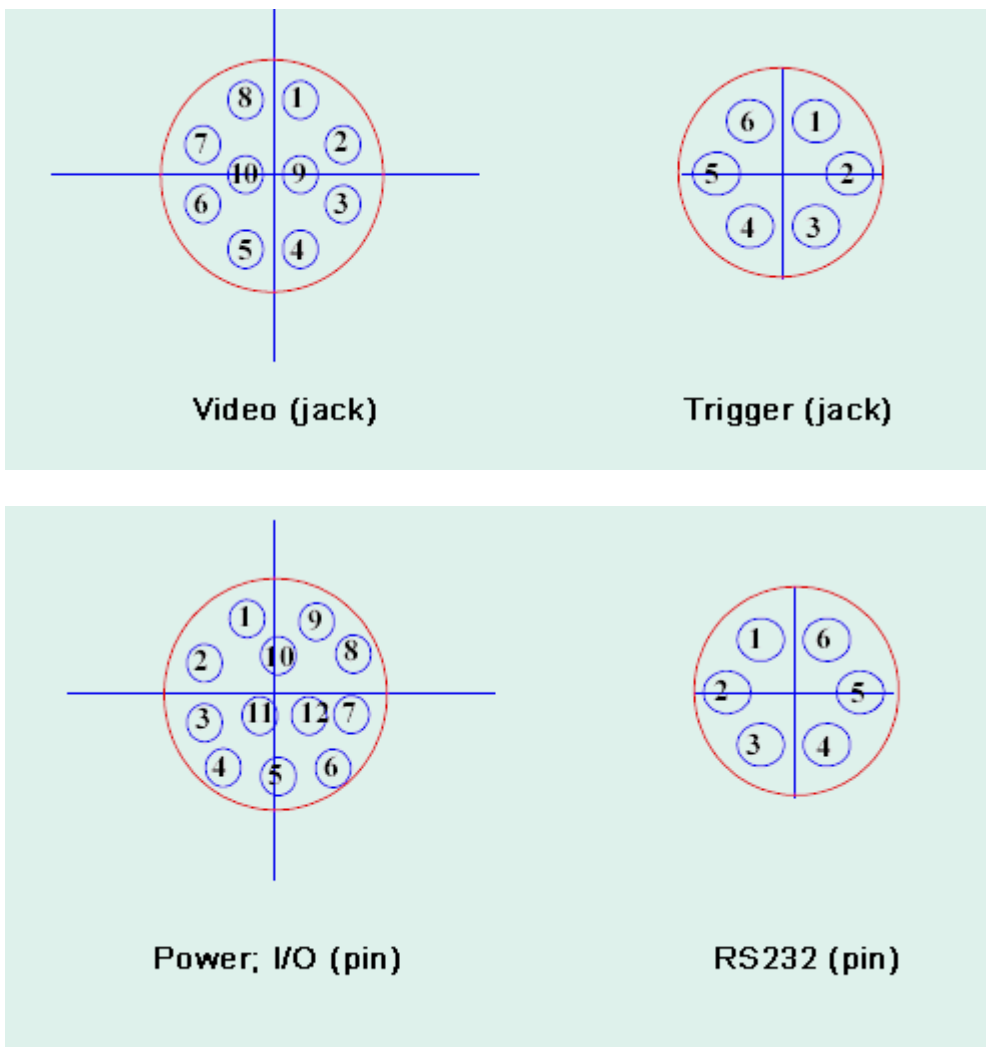 8 1
7 2
10 9
6 3
5 4
6 1
5 2
4 3
Video (jack)
Trigger (jack)
1 9
2 10 8
3 11 12 7
4 5 6
1 6
2 5
3 4
Power; I/O (pin)
RS232 (pin)